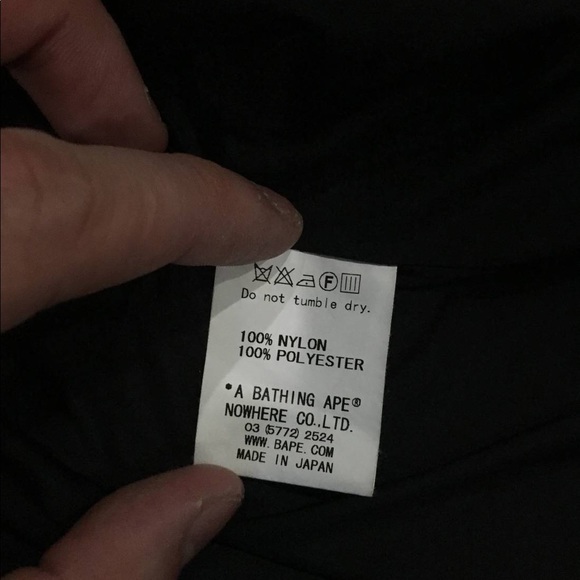 F
Do not tumble dry.
100% NYLON
100% POLYESTER
*A BATHING APE®
NOWHERE CO.,LTD.
03 (5772) 2524
WWW. BAPE. COM
MADE IN JAPAN